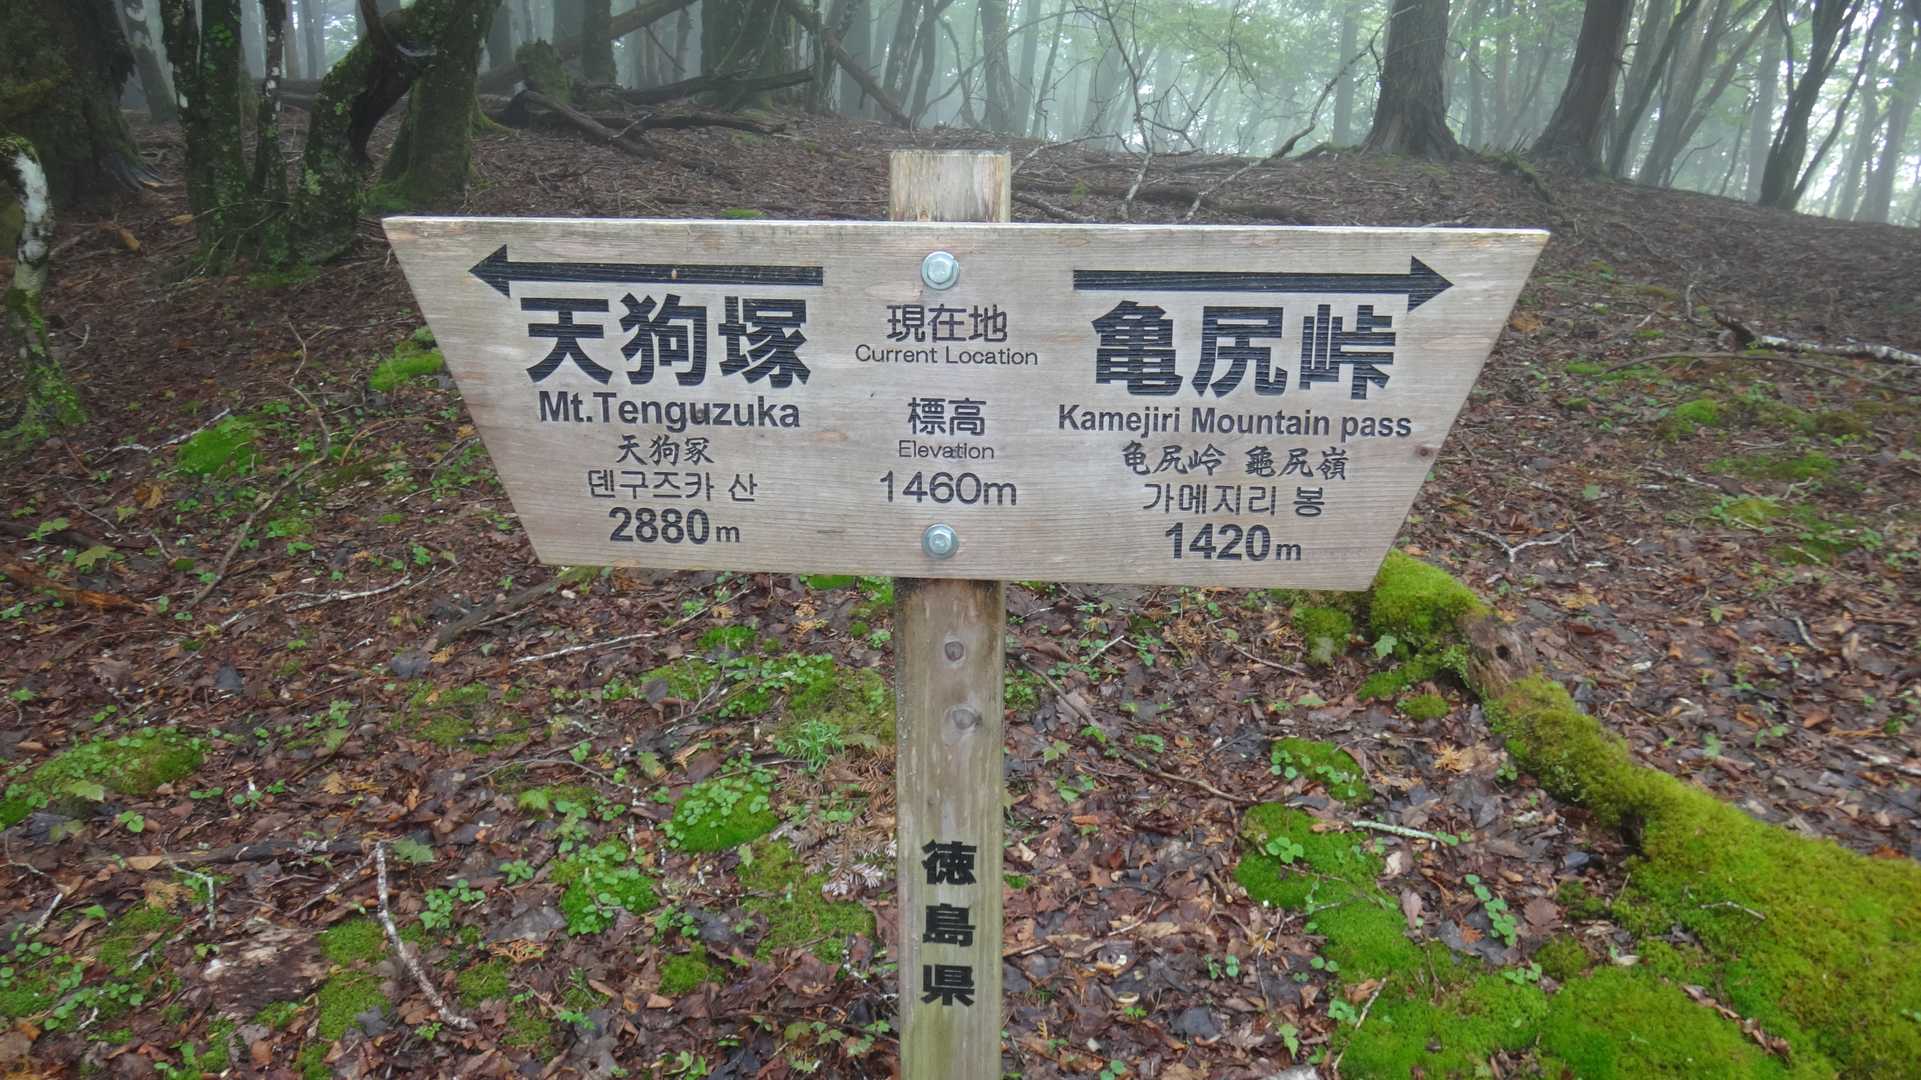 天狗塚
Mt.Tenguzuka
天狗冢
덴구즈카 산
2880m
現在地
Current Location
標高
Elevation
1460m
亀尻峠
Kamejiri Mountain pass
龟尻岭 龜尻嶺
가메지리 봉
1420m
徳島県